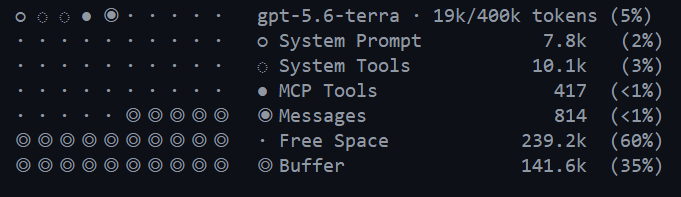 gpt-5.6-terra · 19k/400k tokens (5%)
System Prompt 7.8k (2%)
System Tools 10.1k (3%)
MCP Tools 417 (<1%)
Messages 814 (<1%)
Free Space 239.2k (60%)
Buffer 141.6k (35%)